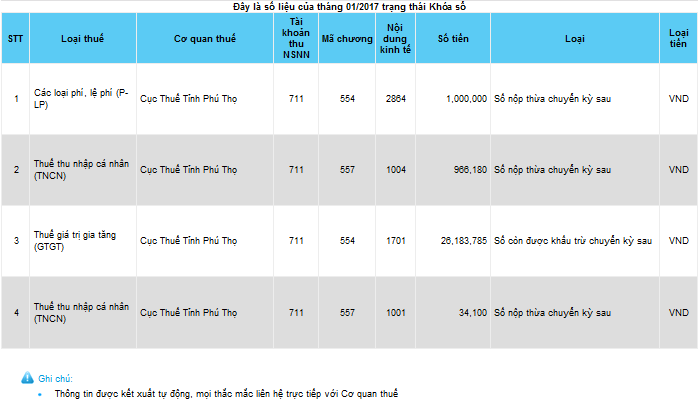 Đây là số liệu của tháng 01/2017 trạng thái Khóa sổ
STT Loại thuế Cơ quan thuế Tài khoản thu NSNN Mã chương Nội dung kinh tế Số tiền Loại Loại tiền
1 Các loại phí, lệ phí (P-LP) Cục Thuế Tỉnh Phú Thọ 711 554 2864 1,000,000 Số nộp thừa chuyển kỳ sau VND
2 Thuế thu nhập cá nhân (TNCN) Cục Thuế Tỉnh Phú Thọ 711 557 1004 966,180 Số nộp thừa chuyển kỳ sau VND
3 Thuế giá trị gia tăng (GTGT) Cục Thuế Tỉnh Phú Thọ 711 554 1701 26,183,785 Số còn được khấu trừ chuyển kỳ sau VND
4 Thuế thu nhập cá nhân (TNCN) Cục Thuế Tỉnh Phú Thọ 711 557 1001 34,100 Số nộp thừa chuyển kỳ sau VND
Ghi chú:
• Thông tin được kết xuất tự động, mọi thắc mắc liên hệ trực tiếp với Cơ quan thuế